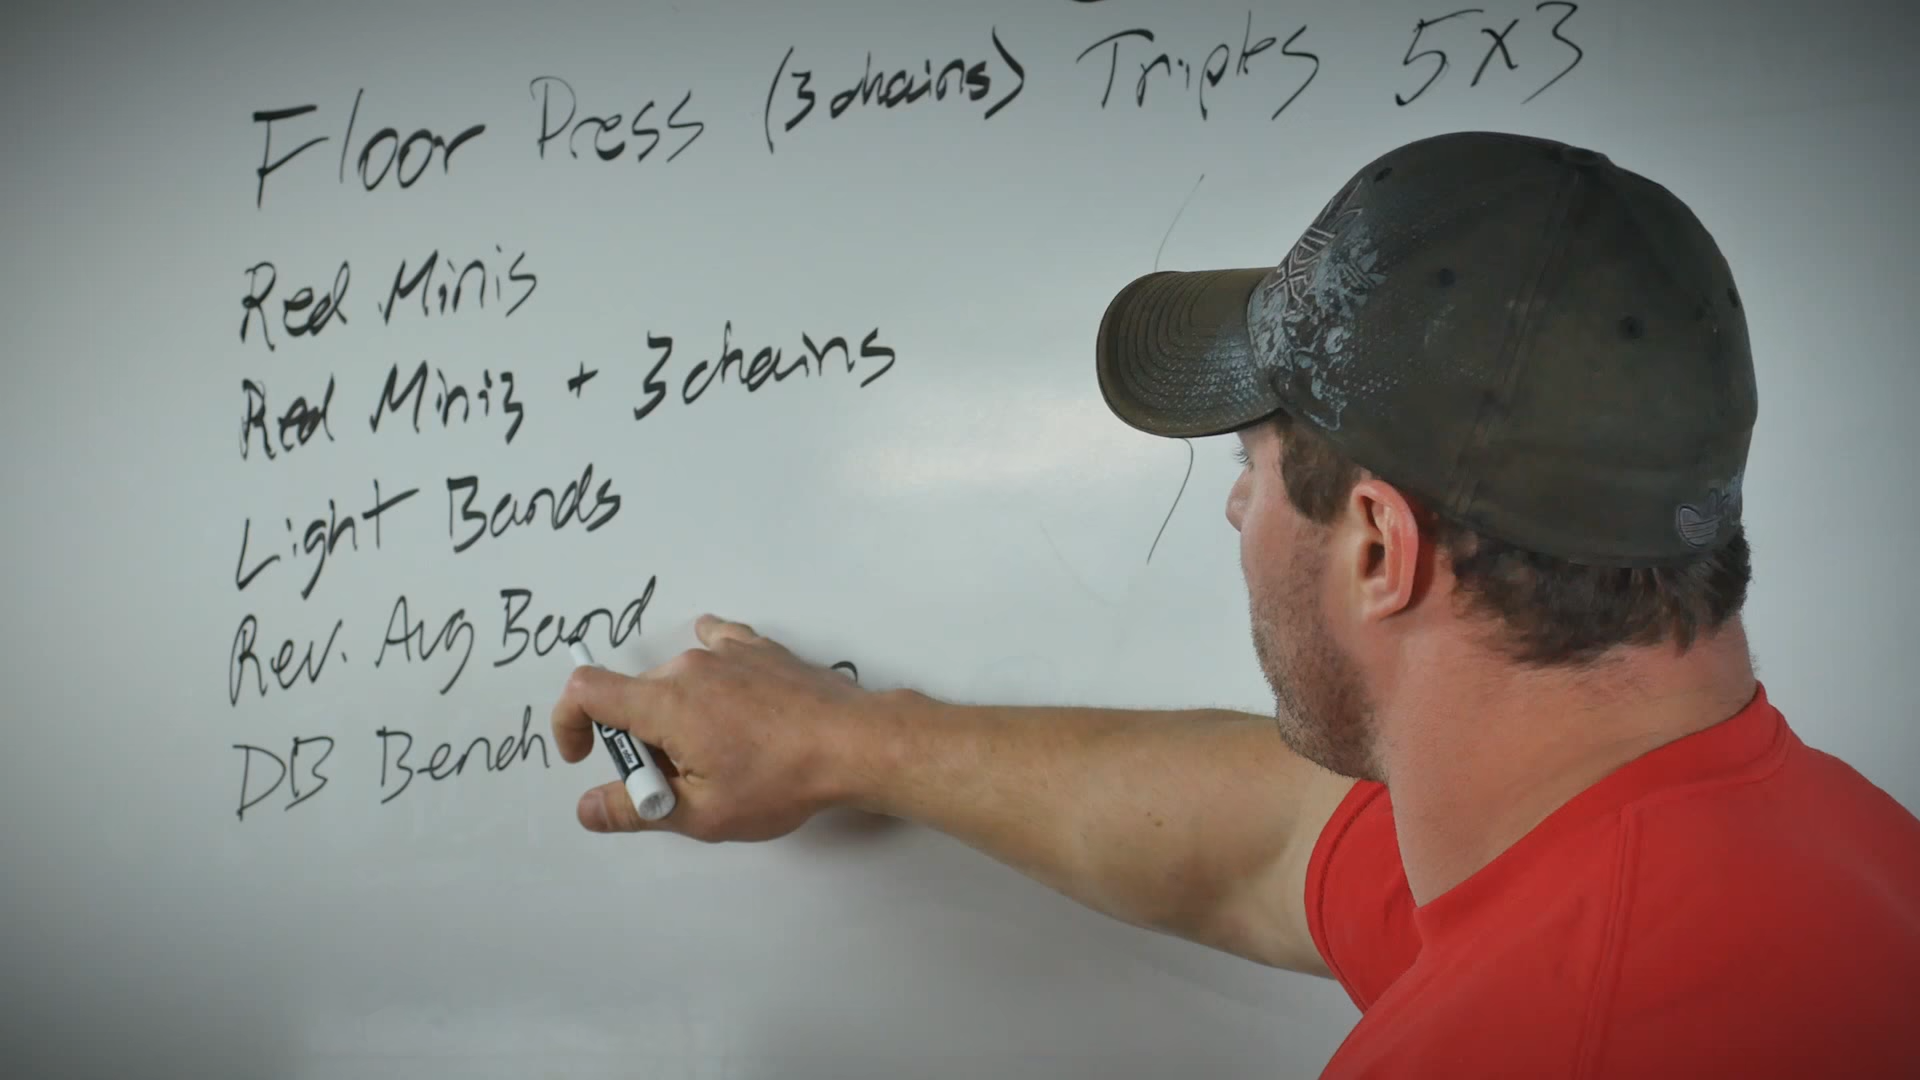 Floor Press (3 chains) Triples 5x3
Red Minis
Red Minis + 3 chains
Light Bands
Rev. Avg Band
DB Bench